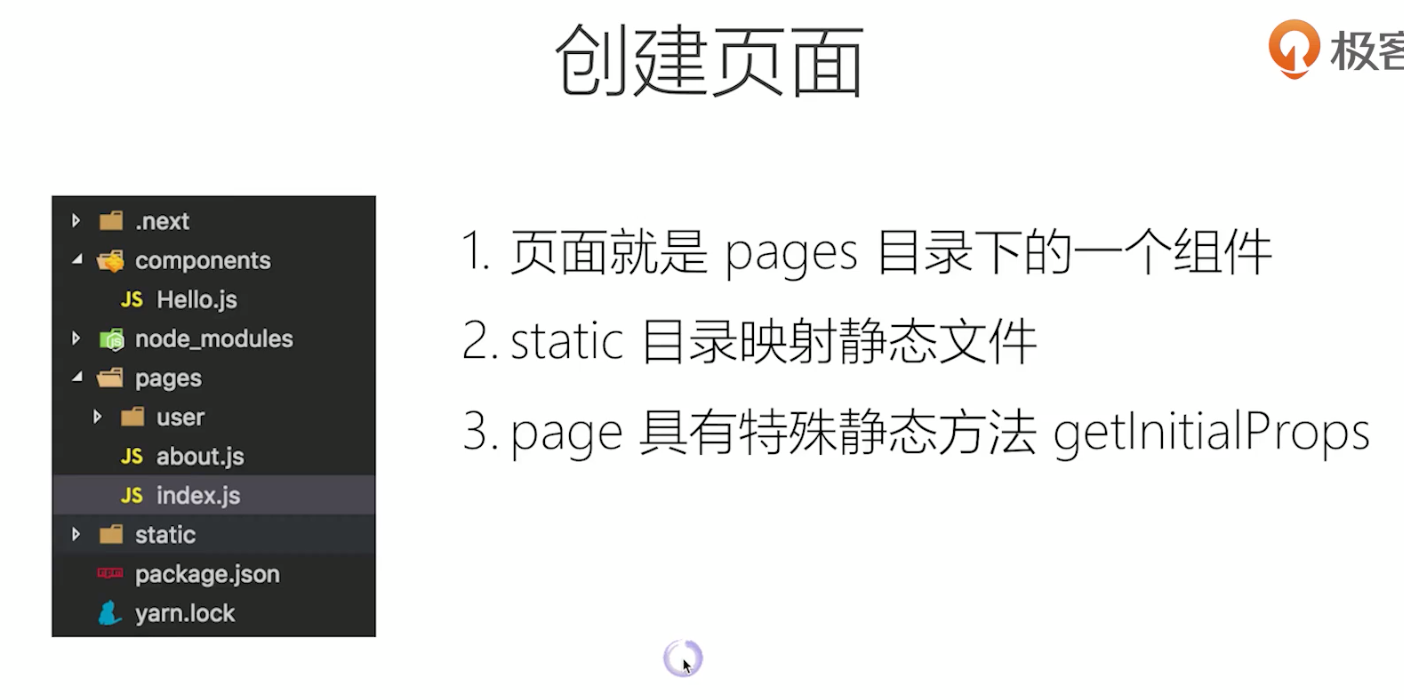 创建页面
极客
.next
components
JS Hello.js
node_modules
pages
user
JS about.js
JS index.js
static
npm package.json
yarn.lock
1. 页面就是 pages 目录下的一个组件
2. static 目录映射静态文件
3. page 具有特殊静态方法 getInitialProps